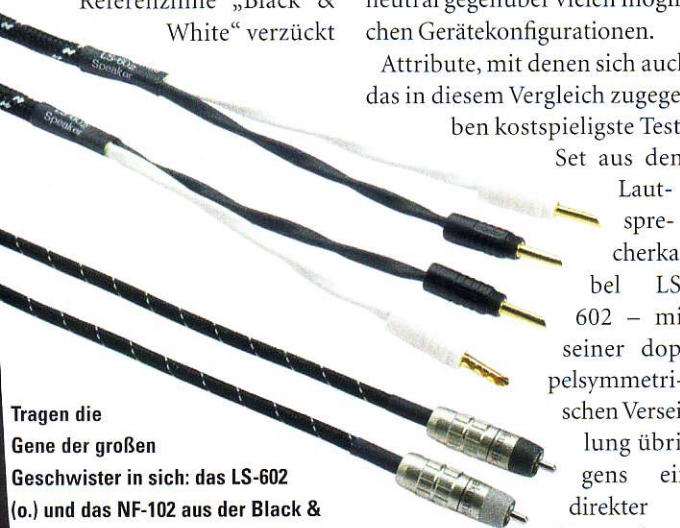 Referenzlinie „Black &
White“ verzückt
neutral gegenüber vielen mögli-
chen Gerätekonfigurationen.
Attribute, mit denen sich auch
das in diesem Vergleich zugege
ben kostspieligste Test
Set aus dem
Laut-
spre-
cherka
bel LS
602 – mi
seiner dop
pelsymmetri-
schen Versei
lung übri
gens ein
direkter
LS-602
Speaker
LS-602
Speaker
Tragen die
Gene der großen
Geschwister in sich: das LS-602
(o.) und das NF-102 aus der Black &